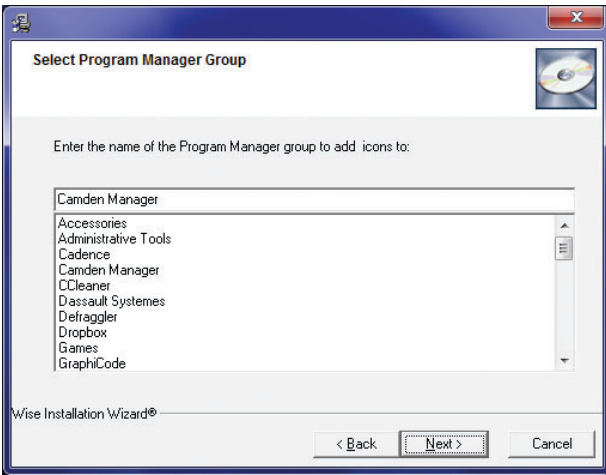 Select Program Manager Group
Enter the name of the Program Manager group to add icons to:
Camden Manager
Accessories
Administrative Tools
Cadence
Camden Manager
CCleaner
Dassault Systemes
Defraggler
Dropbox
Games
GraphiCode
Wise Installation Wizard®
< Back
Next >
Cancel